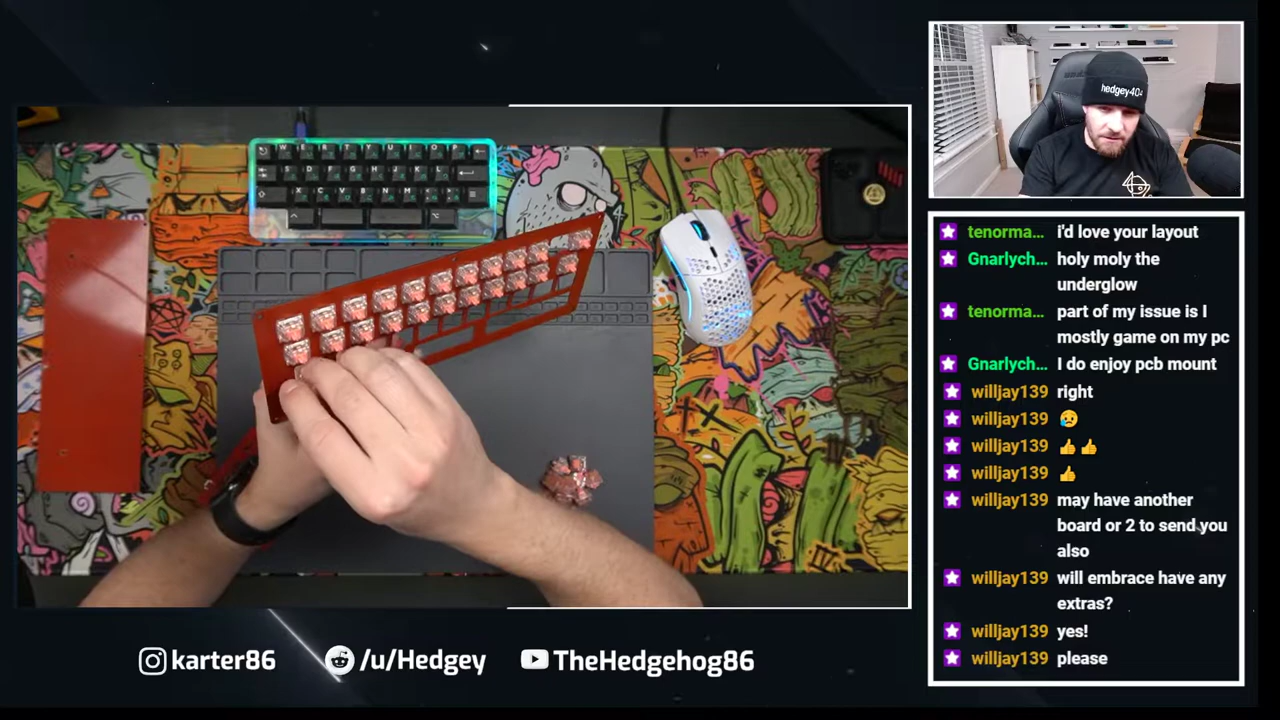 hedgey404
tenorma... i'd love your layout
Gnarlych... holy moly the
underglow
tenorma... part of my issue is I
mostly game on my pc
Gnarlych... I do enjoy pcb mount
willjay139 right
willjay139 😥
willjay139 👍👍
willjay139 👍
willjay139 may have another
board or 2 to send you
also
willjay139 will embrace have any
extras?
willjay139 yes!
willjay139 please
W E R T Y U I O P
S D F G H J K L
X C V B N M
karter86
/u/Hedgey
TheHedgehog86